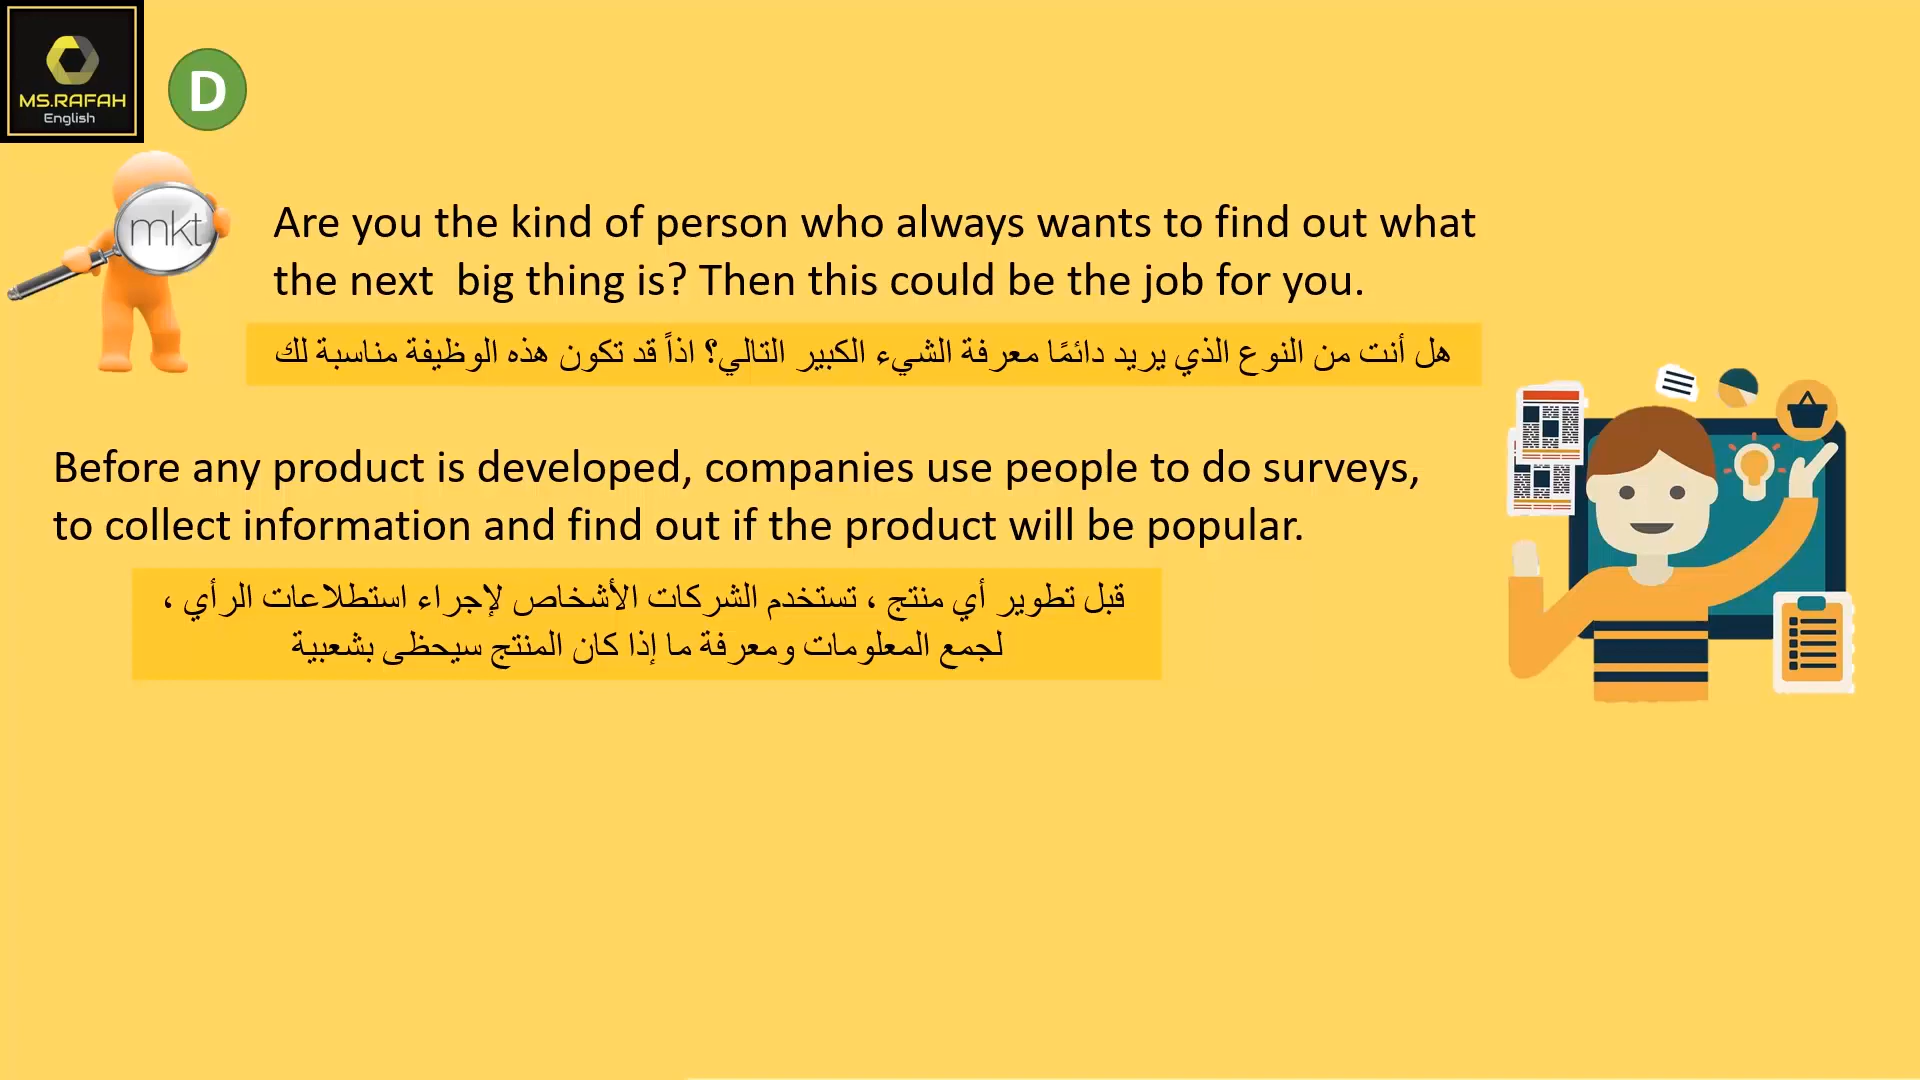 MS.RAFAH
English
D
mkt
Are you the kind of person who always wants to find out what
the next  big thing is? Then this could be the job for you.
هل أنت من النوع الذي يريد دائمًا معرفة الشيء الكبير التالي؟ اذاً قد تكون هذه الوظيفة مناسبة لك
Before any product is developed, companies use people to do surveys,
to collect information and find out if the product will be popular.
قبل تطوير أي منتج ، تستخدم الشركات الأشخاص لإجراء استطلاعات الرأي ،
لجمع المعلومات ومعرفة ما إذا كان المنتج سيحظى بشعبية